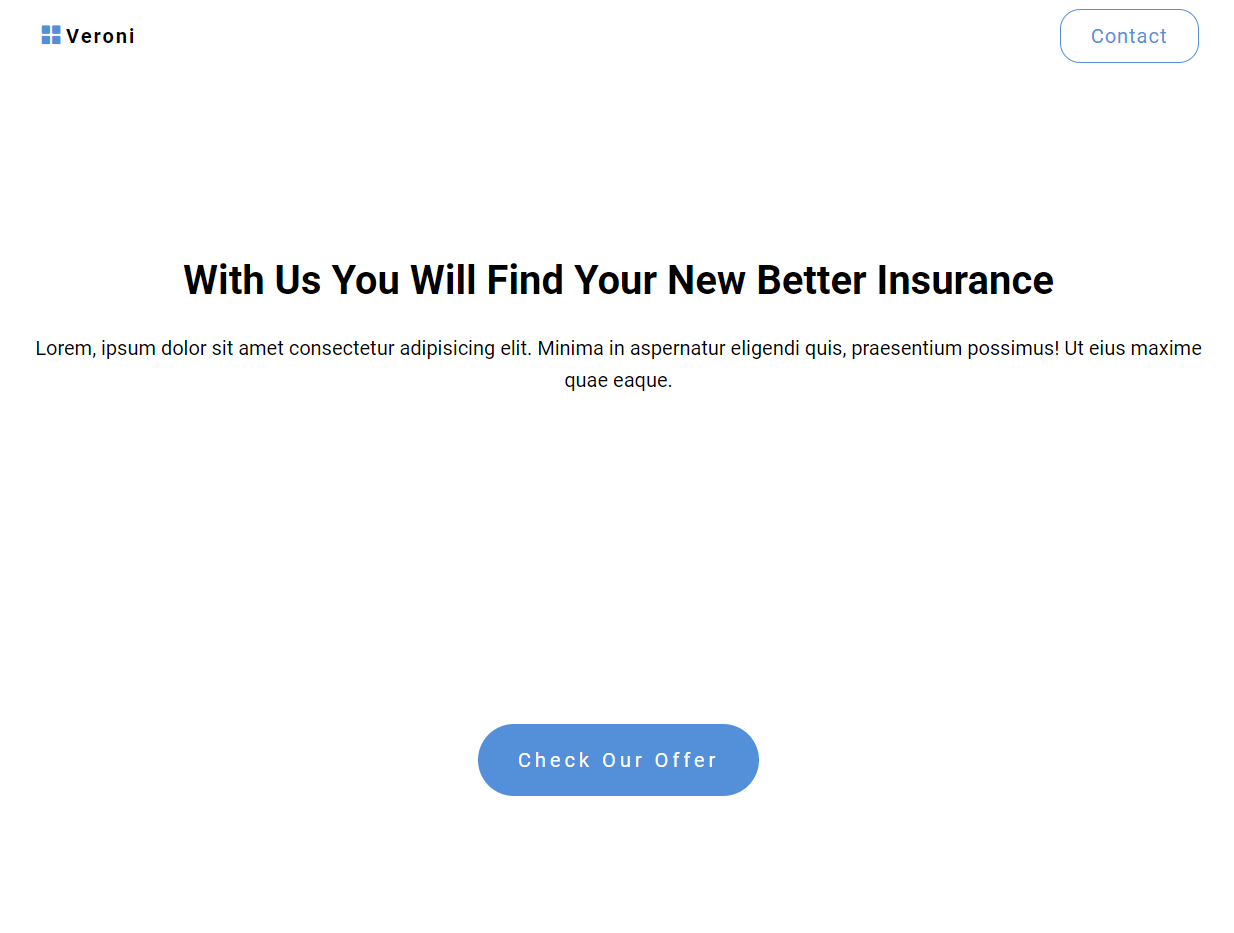 Veroni
Contact
With Us You Will Find Your New Better Insurance
Lorem, ipsum dolor sit amet consectetur adipisicing elit. Minima in aspernatur eligendi quis, praesentium possimus! Ut eius maxime
quae eaque.
Check Our Offer